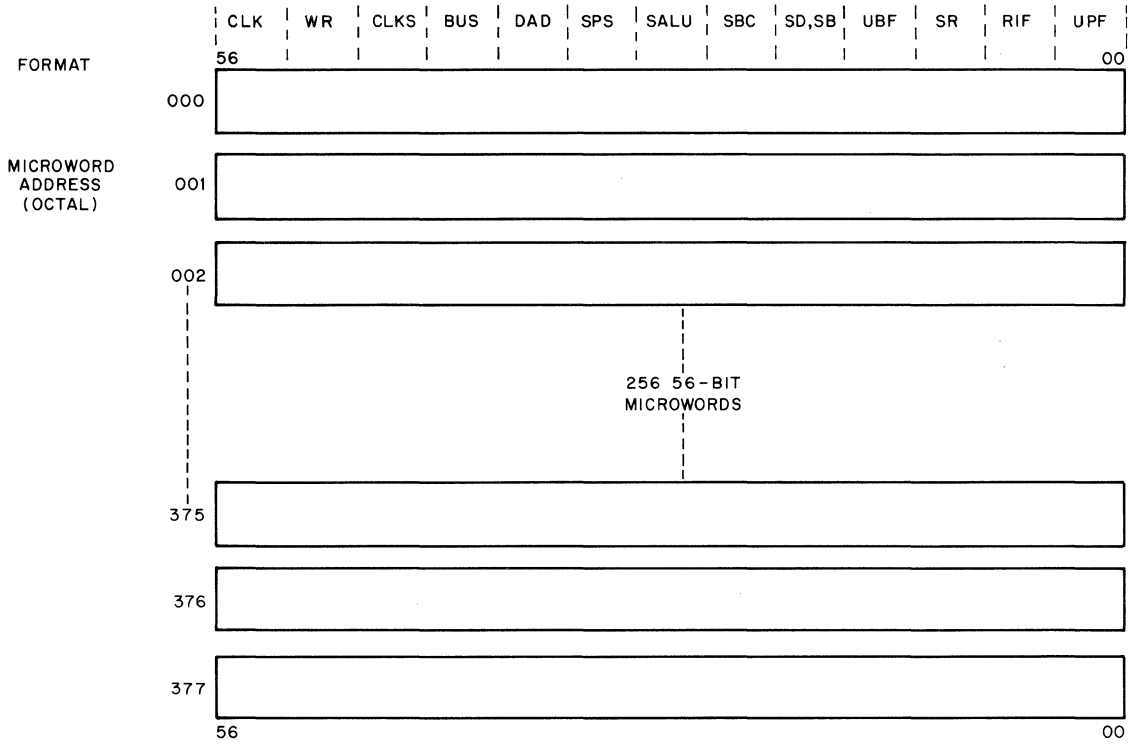 CLK WR CLKS BUS DAD SPS SALU SBC SD,SB UBF SR RIF UPF
56 00
FORMAT
000
MICROWORD
ADDRESS
(OCTAL)
001
002
256 56-BIT
MICROWORDS
375
376
377
56 00